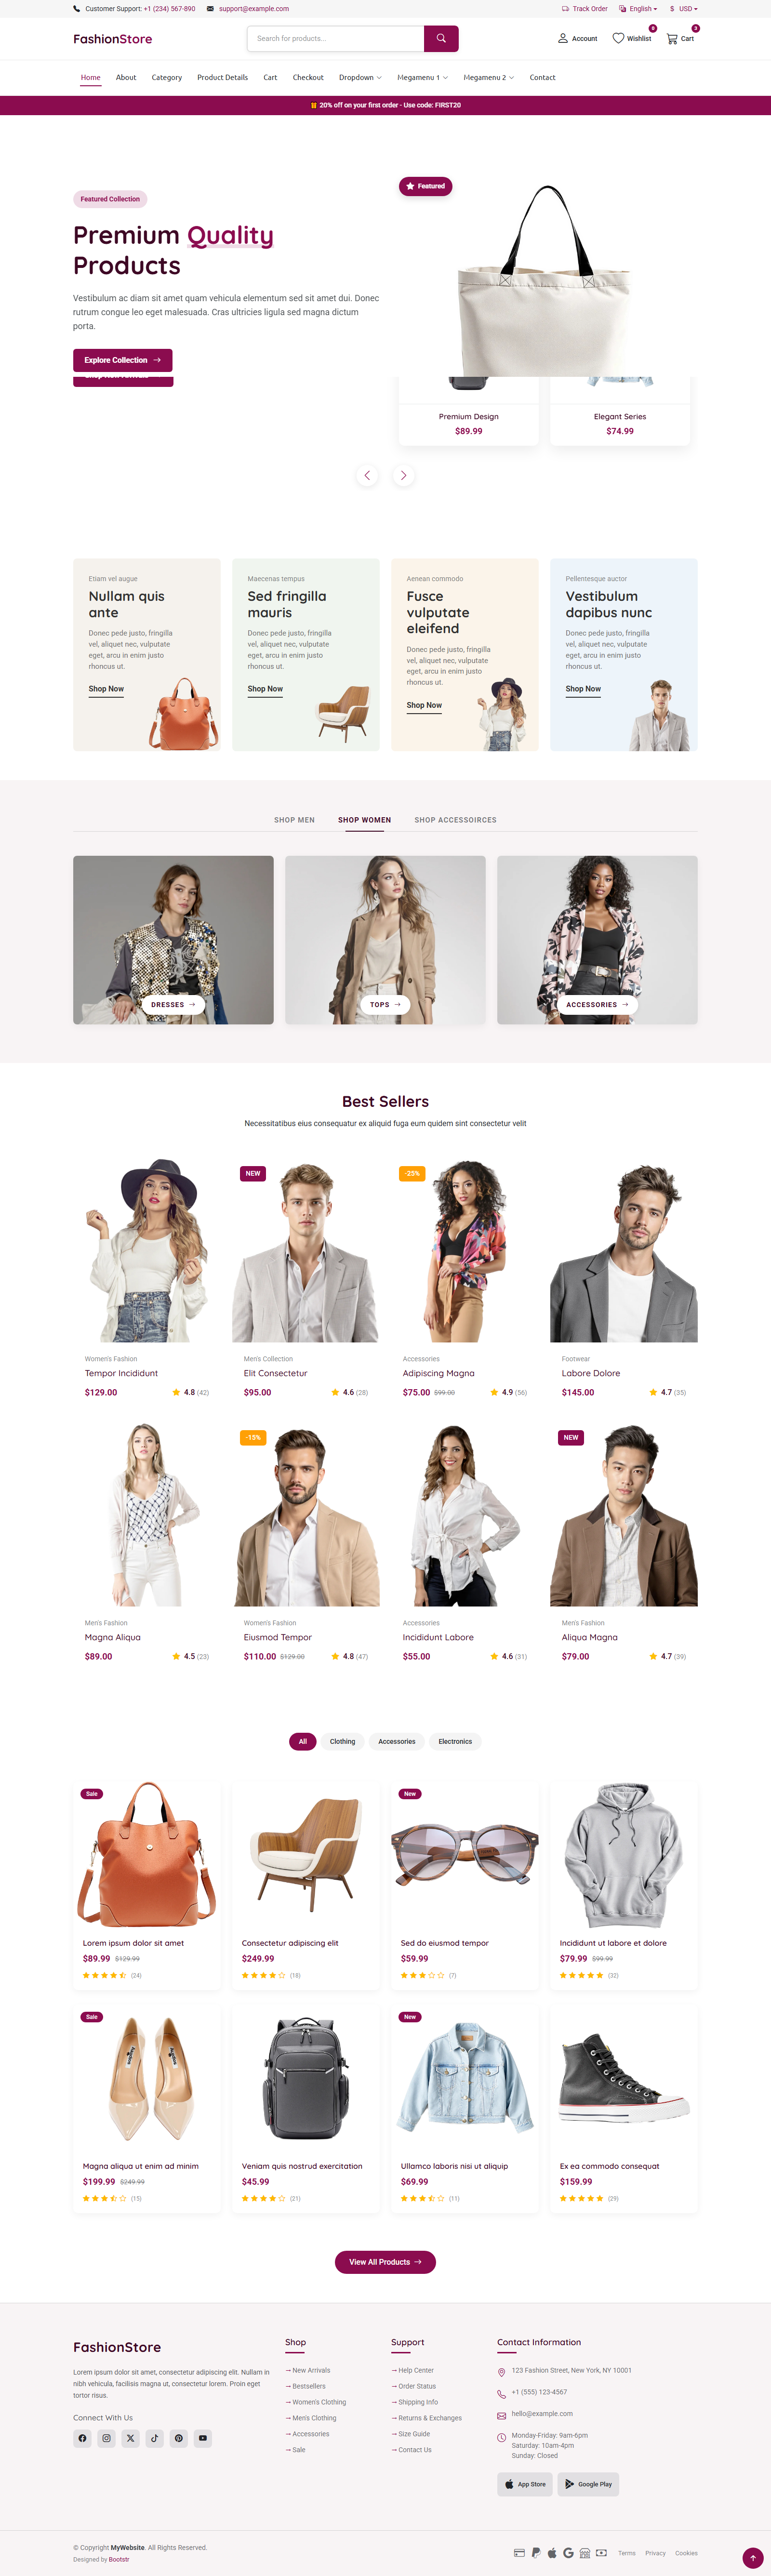 Customer Support: +1 (234) 567-890 support@example.com Track Order English $ USD
FashionStore Search for products... Account 0 Wishlist 3 Cart
Home About Category Product Details Cart Checkout Dropdown Megamenu 1 Megamenu 2 Contact
20% off on your first order - Use code: FIRST20
Featured Collection
Premium Quality
Products
Vestibulum ac diam sit amet quam vehicula elementum sed sit amet dui. Donec
rutrum congue leo eget malesuada. Cras ultricies ligula sed magna dictum
porta.
Explore Collection
Featured
Premium Design
$89.99
Elegant Series
$74.99
Etiam vel augue
Nullam quis
ante
Donec pede justo, fringilla
vel, aliquet nec, vulputate
eget, arcu in enim justo
rhoncus ut.
Shop Now
Maecenas tempus
Sed fringilla
mauris
Donec pede justo, fringilla
vel, aliquet nec, vulputate
eget, arcu in enim justo
rhoncus ut.
Shop Now
Aenean commodo
Fusce
vulputate
eleifend
Donec pede justo, fringilla
vel, aliquet nec, vulputate
eget, arcu in enim justo
rhoncus ut.
Shop Now
Pellentesque auctor
Vestibulum
dapibus nunc
Donec pede justo, fringilla
vel, aliquet nec, vulputate
eget, arcu in enim justo
rhoncus ut.
Shop Now
SHOP MEN SHOP WOMEN SHOP ACCESSOIRCES
DRESSES TOPS ACCESSORIES
Best Sellers
Necessitatibus eius consequatur ex aliquid fuga eum quidem sint consectetur velit
NEW -25%
Women's Fashion Men's Collection Accessories Footwear
Tempor Incididunt Elit Consectetur Adipiscing Magna Labore Dolore
$129.00 4.8 (42) $95.00 4.6 (28) $75.00 $99.00 4.9 (56) $145.00 4.7 (35)
-15% NEW
Men's Fashion Women's Fashion Accessories Men's Fashion
Magna Aliqua Eiusmod Tempor Incididunt Labore Aliqua Magna
$89.00 4.5 (23) $110.00 $129.00 4.8 (47) $55.00 4.6 (31) $79.00 4.7 (39)
All Clothing Accessories Electronics
Sale New
Lorem ipsum dolor sit amet Consectetur adipiscing elit Sed do eiusmod tempor Incididunt ut labore et dolore
$89.99 $129.99 $249.99 $59.99 $79.99 $99.99
(24) (18) (7) (32)
Sale New
Magna aliqua ut enim ad minim Veniam quis nostrud exercitation Ullamco laboris nisi ut aliquip Ex ea commodo consequat
$199.99 $249.99 $45.99 $69.99 $159.99
(15) (21) (11) (29)
View All Products
FashionStore
Lorem ipsum dolor sit amet, consectetur adipiscing elit. Nullam in
nibh vehicula, facilisis magna ut, consectetur lorem. Proin eget
tortor risus.
Connect With Us
Shop
New Arrivals
Bestsellers
Women's Clothing
Men's Clothing
Accessories
Sale
Support
Help Center
Order Status
Shipping Info
Returns & Exchanges
Size Guide
Contact Us
Contact Information
123 Fashion Street, New York, NY 10001
+1 (555) 123-4567
hello@example.com
Monday-Friday: 9am-6pm
Saturday: 10am-4pm
Sunday: Closed
App Store Google Play
© Copyright MyWebsite. All Rights Reserved.
Designed by Bootstr
Terms Privacy Cookies